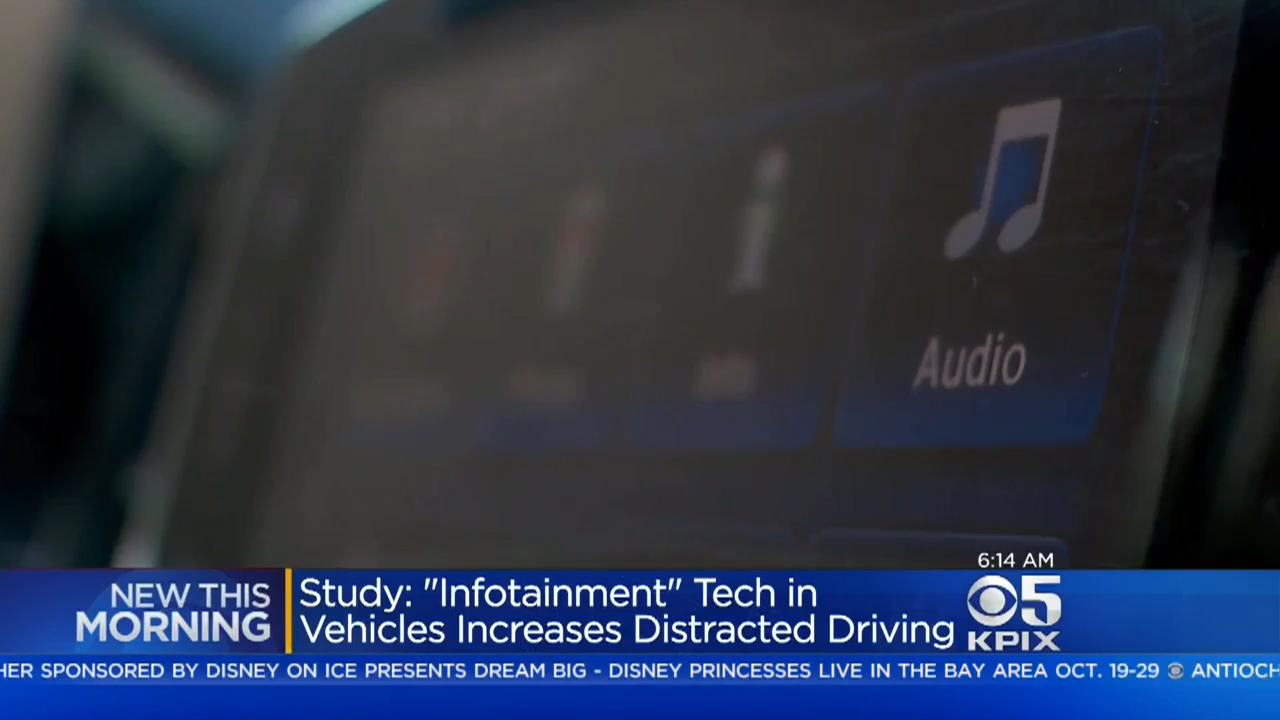 Audio
6:14 AM
NEW THIS
MORNING
Study: "Infotainment" Tech in
Vehicles Increases Distracted Driving
5
KPIX
HER SPONSORED BY DISNEY ON ICE PRESENTS DREAM BIG - DISNEY PRINCESSES LIVE IN THE BAY AREA OCT. 19-29 ANTIOCH